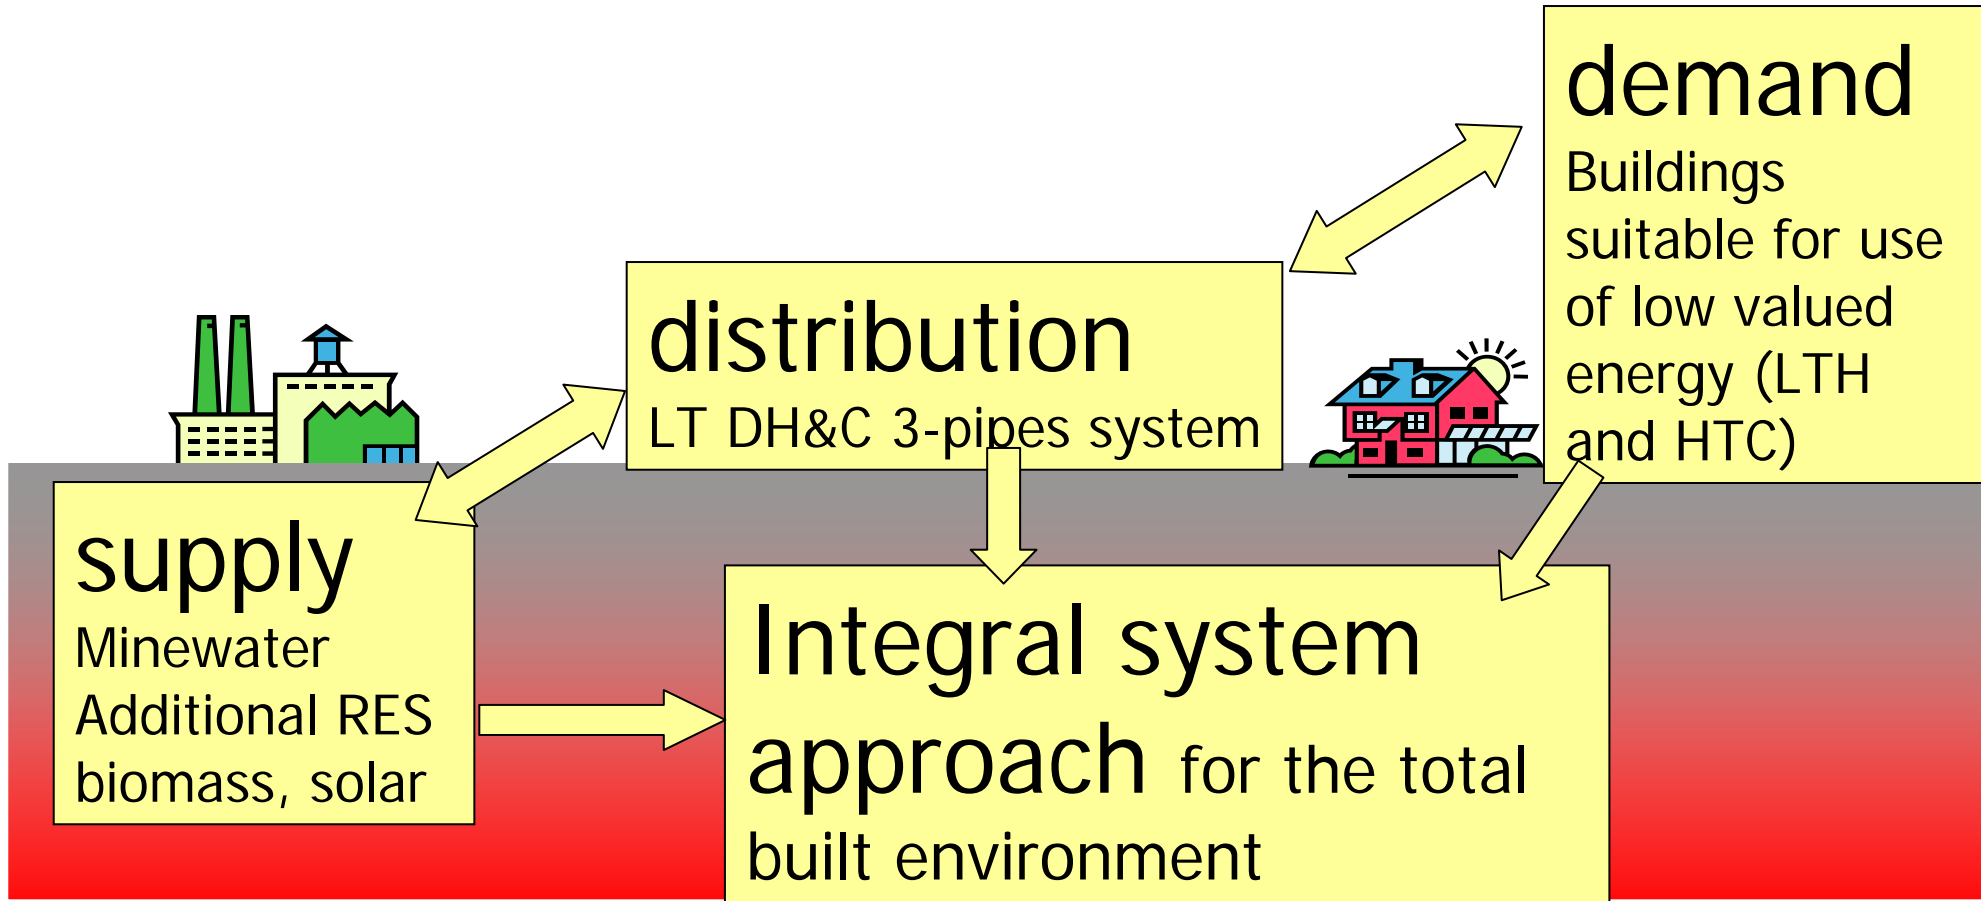 demand
Buildings
suitable for use
of low valued
energy (LTH
and HTC)
distribution
LT DH&C 3-pipes system
supply
Minewater
Additional RES
biomass, solar
Integral system
approach for the total
built environment